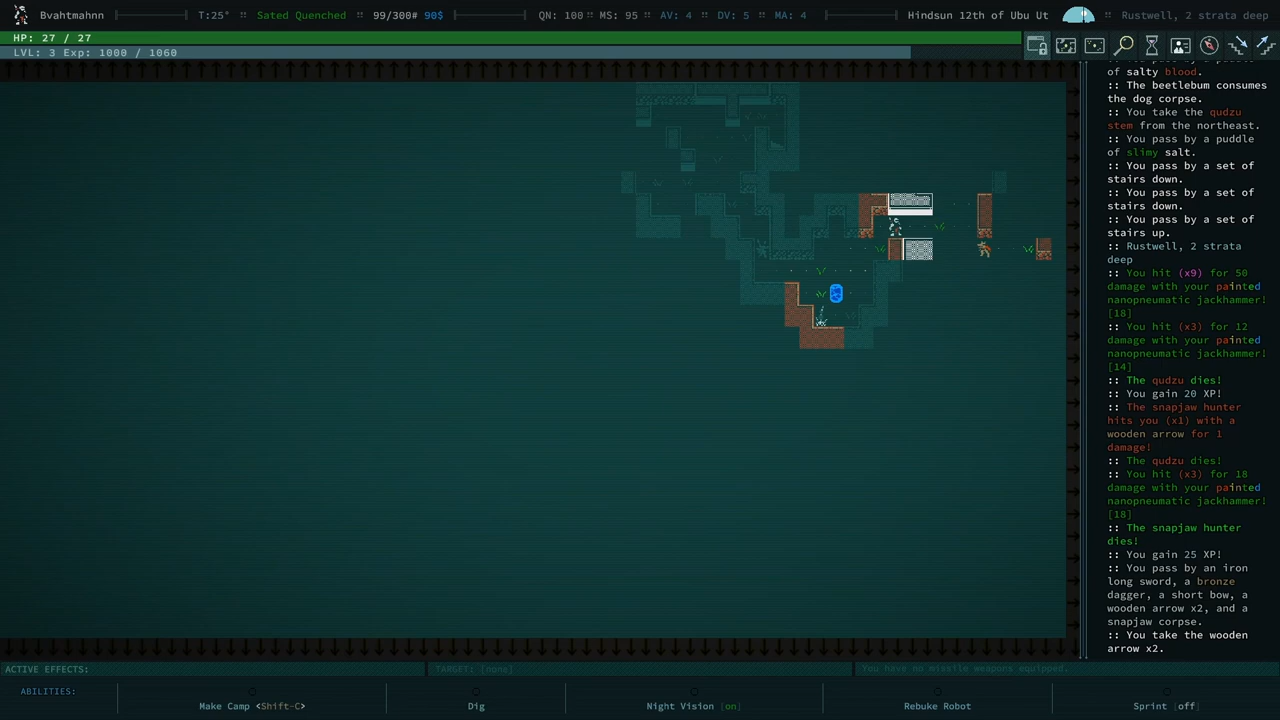 Bvahtmahnn
T:25° :: Sated Quenched :: 99/300# 90$
QN: 100 :: MS: 95 :: AV: 4 :: DV: 5 :: MA: 4
Hindsun 12th of Ubu Ut :: Rustwell, 2 strata deep
HP: 27 / 27
LVL: 3 Exp: 1000 / 1060
of salty blood.
:: The beetlebum consumes
the dog corpse.
:: You take the qudzu
stem from the northeast.
:: You pass by a puddle
of slimy salt.
:: You pass by a set of
stairs down.
:: You pass by a set of
stairs down.
:: You pass by a set of
stairs up.
:: Rustwell, 2 strata
deep
:: You hit (x9) for 50
damage with your painted
nanopneumatic jackhammer!
[18]
:: You hit (x3) for 12
damage with your painted
nanopneumatic jackhammer!
[14]
:: The qudzu dies!
:: You gain 20 XP!
:: The snapjaw hunter
hits you (x1) with a
wooden arrow for 1
damage!
:: The qudzu dies!
:: You hit (x3) for 18
damage with your painted
nanopneumatic jackhammer!
[18]
:: The snapjaw hunter
dies!
:: You gain 25 XP!
:: You pass by an iron
long sword, a bronze
dagger, a short bow, a
wooden arrow x2, and a
snapjaw corpse.
:: You take the wooden
arrow x2.
ACTIVE EFFECTS:
TARGET: [none]
You have no missile weapons equipped.
ABILITIES:
Make Camp <Shift-C>
Dig
Night Vision [on]
Rebuke Robot
Sprint [off]